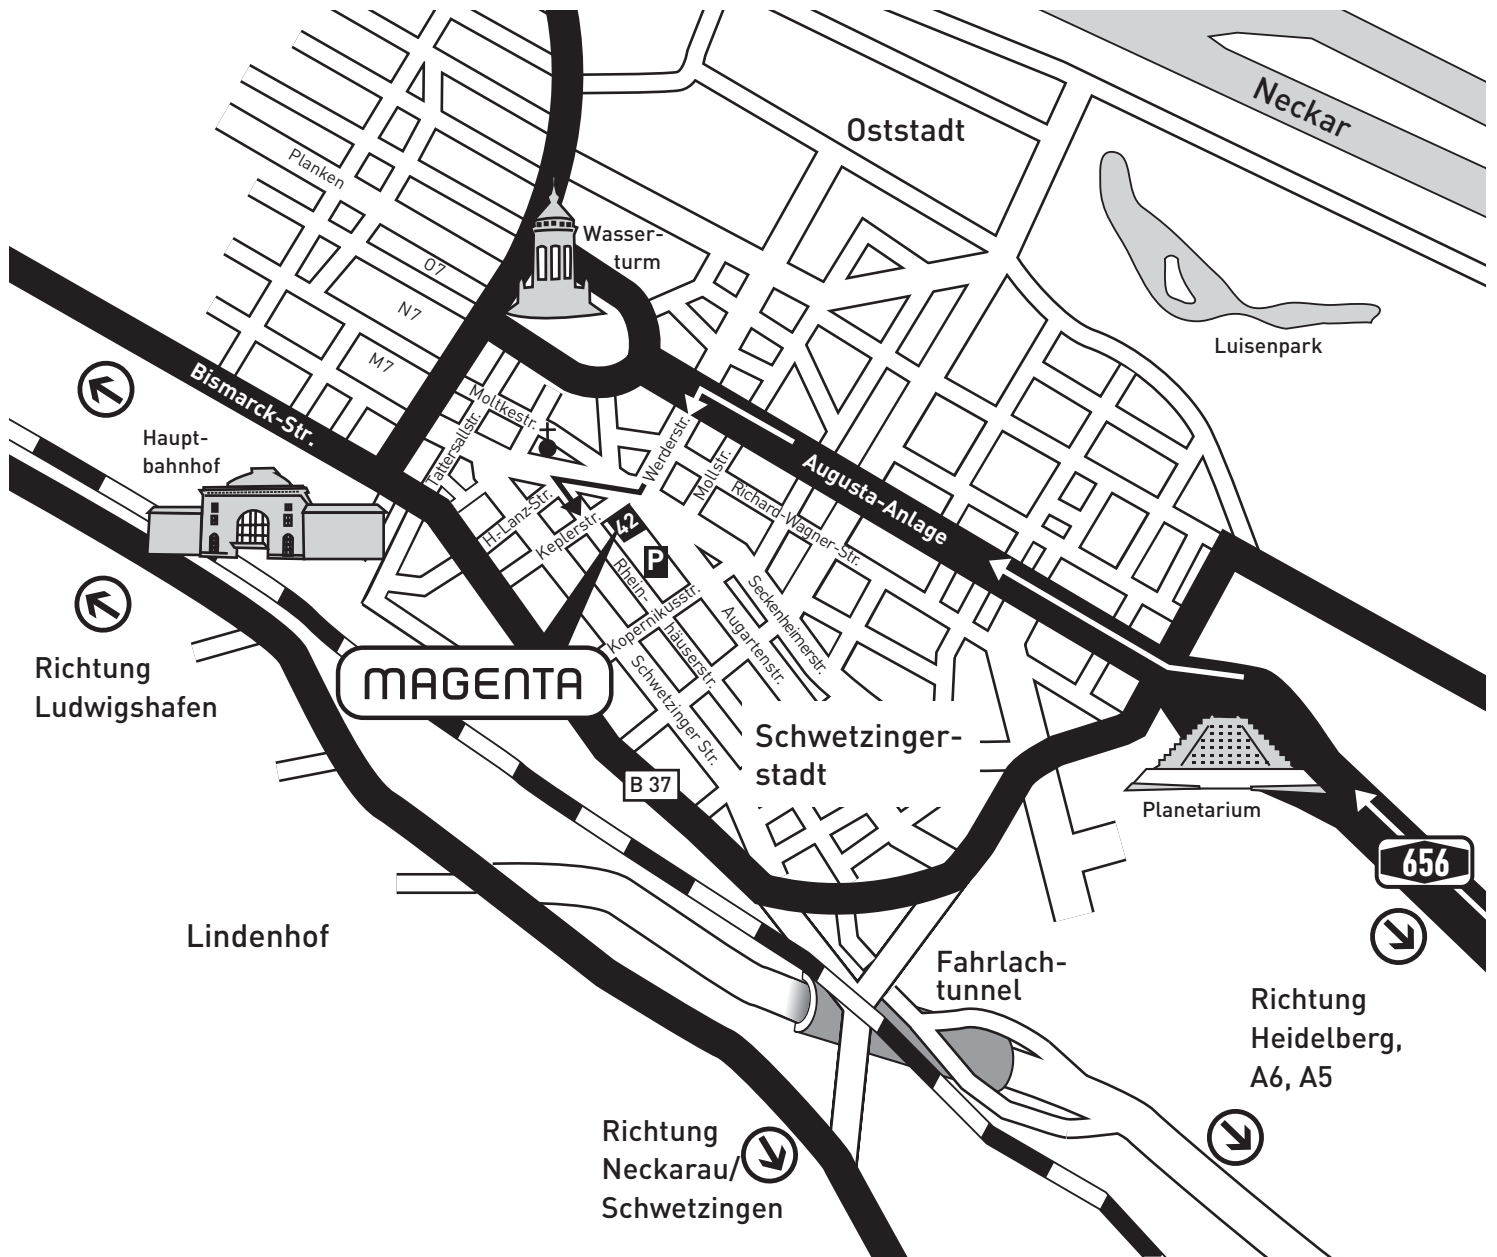 Neckar
Oststadt
Planken
Wasser-
turm
O7
N7
M7
Luisenpark
Bismarck-Str.
Moltkestr.
Tattersallstr.
Werderstr.
Mollstr.
Augusta-Anlage
Richard-Wagner-Str.
Haupt-
bahnhof
H.-Lanz-Str.
Keplerstr.
42
P
Rhein-
häuserstr.
Kopernikusstr.
Seckenheimerstr.
Augartenstr.
Schwetzinger Str.
Richtung
Ludwigshafen
MAGENTA
Schwetzinger-
stadt
B 37
Planetarium
656
Lindenhof
Fahrlach-
tunnel
Richtung
Heidelberg,
A6, A5
Richtung
Neckarau/
Schwetzingen